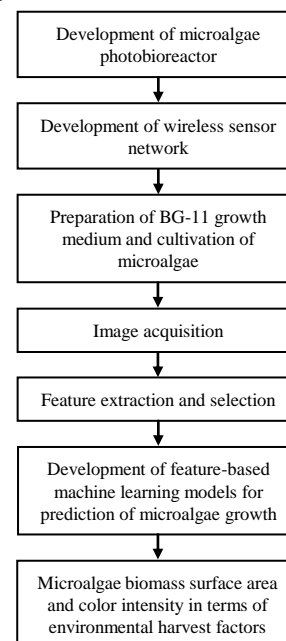 Development of microalgae
photobioreactor
Development of wireless sensor
network
Preparation of BG-11 growth
medium and cultivation of
microalgae
Image acquisition
Feature extraction and selection
Development of feature-based
machine learning models for
prediction of microalgae growth
Microalgae biomass surface area
and color intensity in terms of
environmental harvest factors